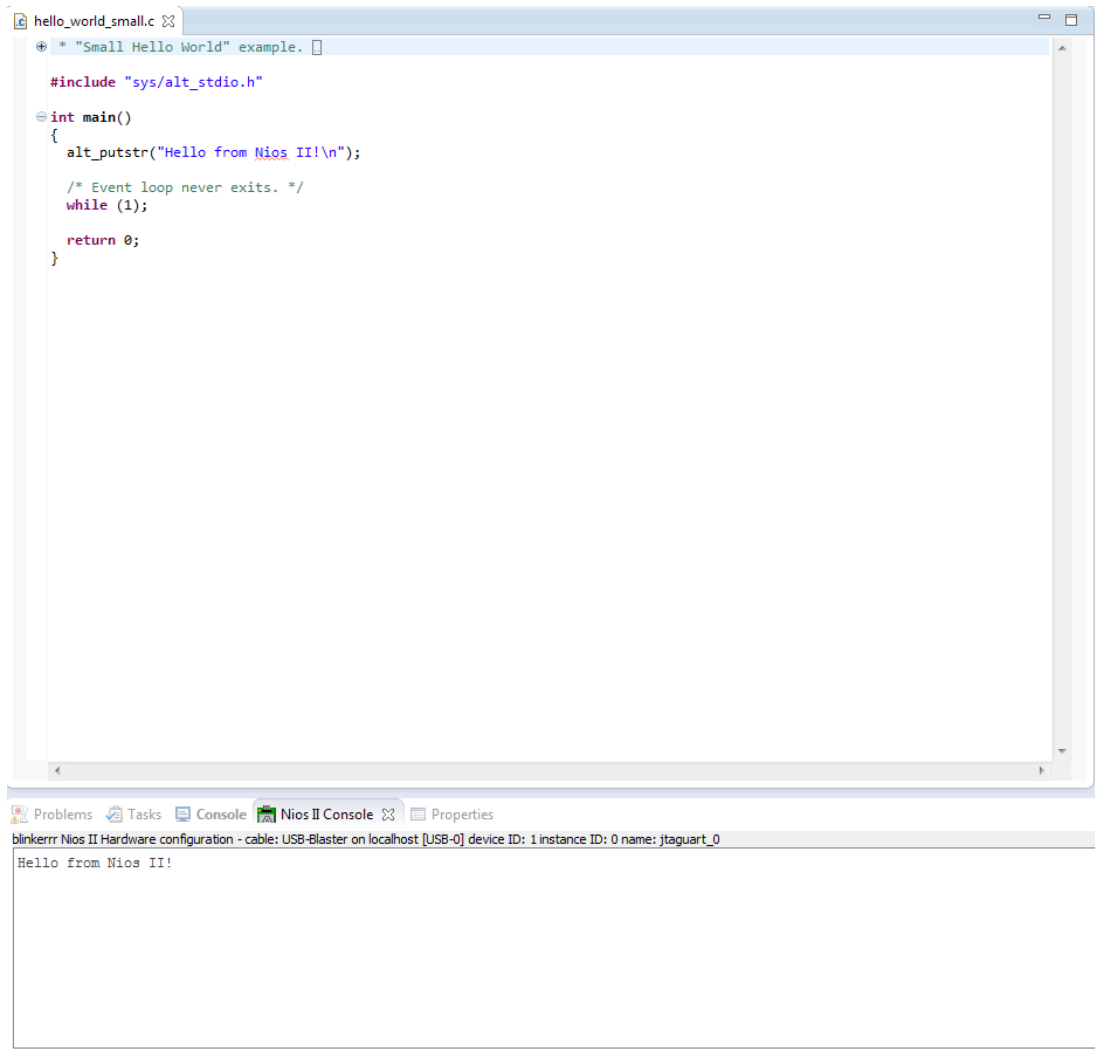 hello_world_small.c
* "Small Hello World" example.
#include "sys/alt_stdio.h"
int main()
{
alt_putstr("Hello from Nios II!\n");
/* Event loop never exits. */
while (1);
return 0;
}
Problems Tasks Console Nios II Console Properties
blinkerrr Nios II Hardware configuration - cable: USB-Blaster on localhost [USB-0] device ID: 1 instance ID: 0 name: jtaguart_0
Hello from Nios II!